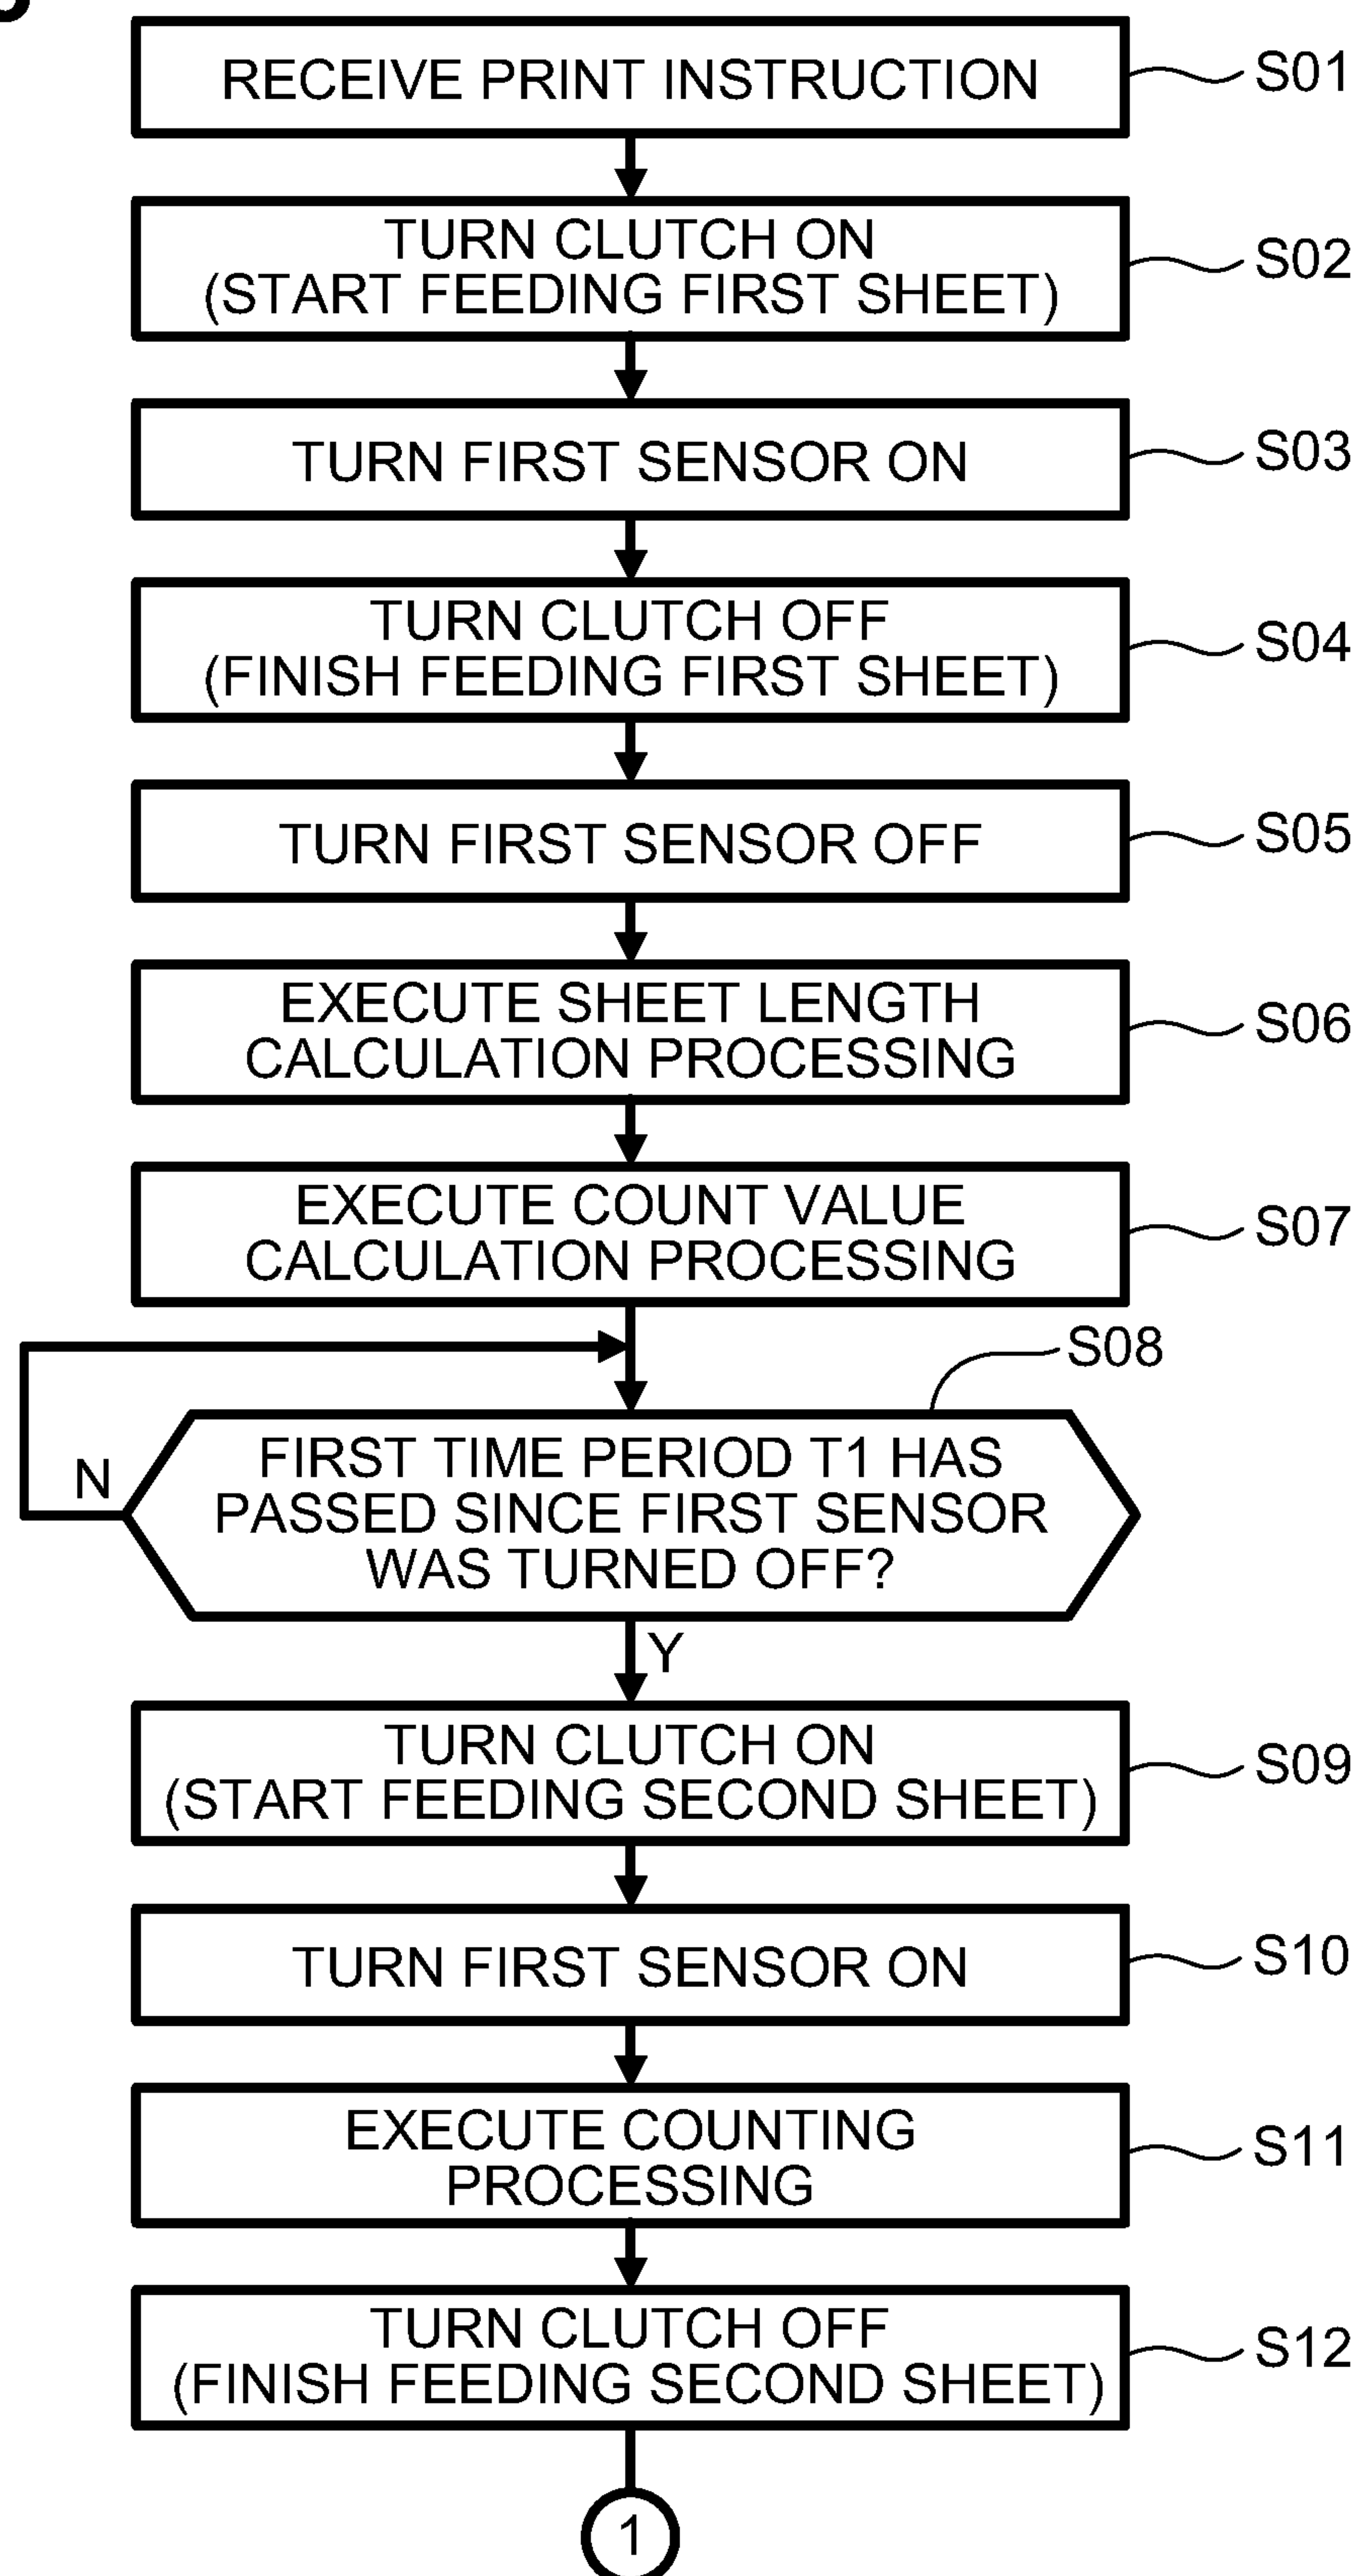 RECEIVE PRINT INSTRUCTION
S01
TURN CLUTCH ON
(START FEEDING FIRST SHEET)
S02
TURN FIRST SENSOR ON
S03
TURN CLUTCH OFF
(FINISH FEEDING FIRST SHEET)
S04
TURN FIRST SENSOR OFF
S05
EXECUTE SHEET LENGTH
CALCULATION PROCESSING
S06
EXECUTE COUNT VALUE
CALCULATION PROCESSING
S07
S08
FIRST TIME PERIOD T1 HAS
PASSED SINCE FIRST SENSOR
WAS TURNED OFF?
N
Y
TURN CLUTCH ON
(START FEEDING SECOND SHEET)
S09
TURN FIRST SENSOR ON
S10
EXECUTE COUNTING
PROCESSING
S11
TURN CLUTCH OFF
(FINISH FEEDING SECOND SHEET)
S12
1